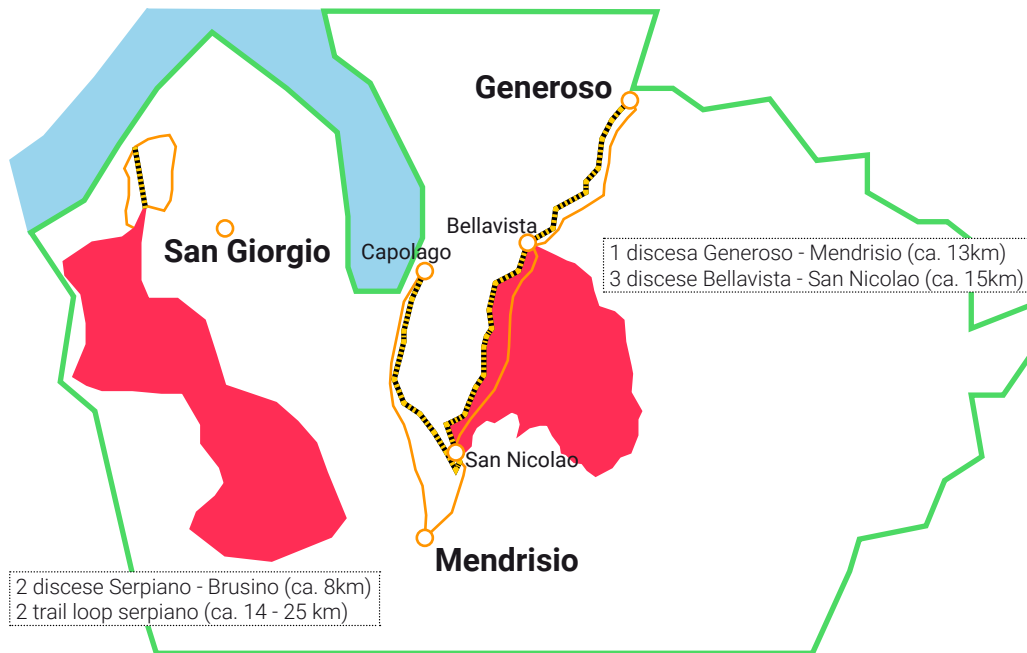 Generoso
Bellavista
San Giorgio
Capolago
1 discesa Generoso - Mendrisio (ca. 13km)
3 discese Bellavista - San Nicolao (ca. 15km)
San Nicolao
Mendrisio
2 discese Serpiano - Brusino (ca. 8km)
2 trail loop serpiano (ca. 14 - 25 km)